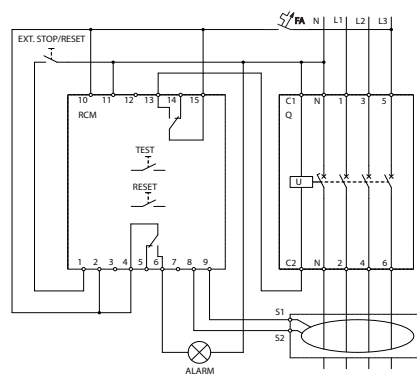 FA N L1 L2 L3
EXT. STOP/RESET
10 11 12 13 14 15
RCM
C1 N 1 3 5
Q
TEST
RESET
U
1 2 3 4 5 6 7 8 9
C2 N 2 4 6
S1
S2
ALARM